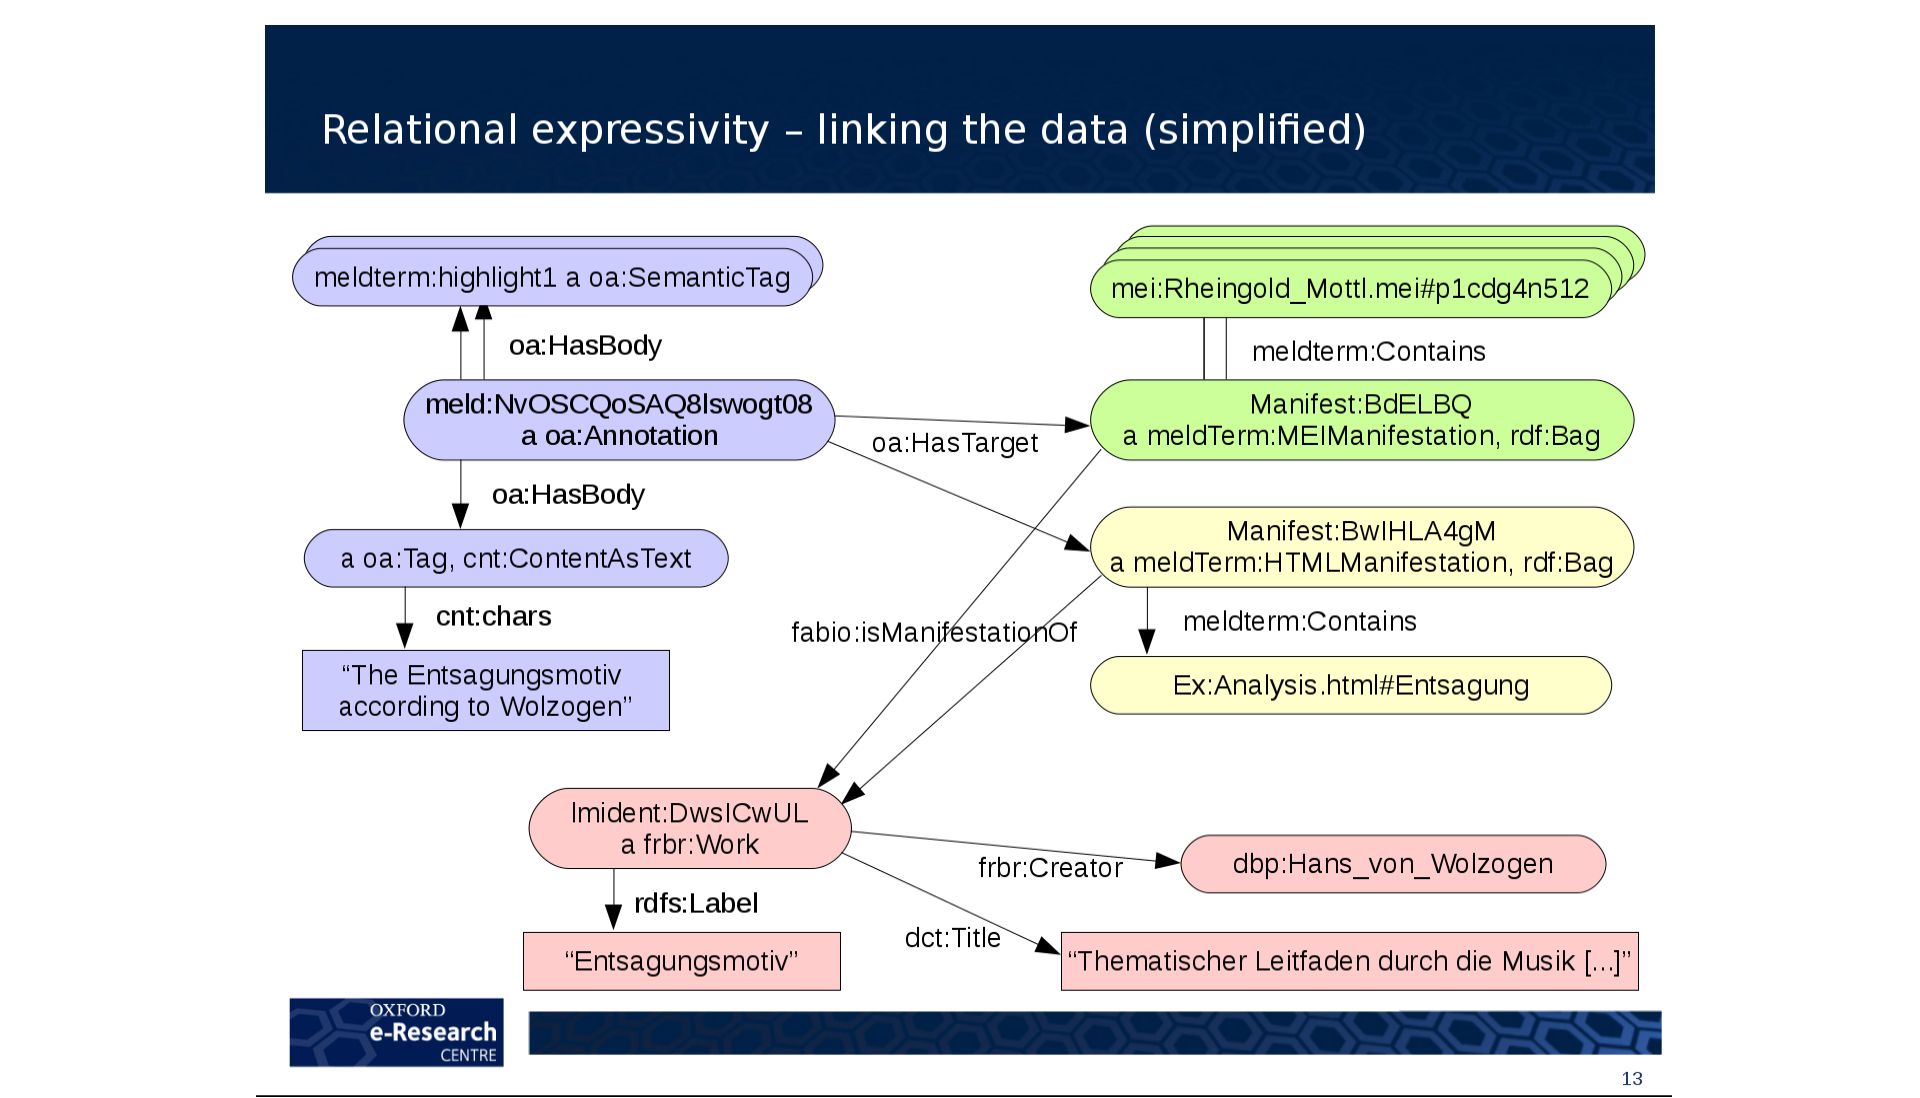 Relational expressivity – linking the data (simplified)
meldterm:highlight1 a oa:SemanticTag
mei:Rheingold_Mottl.mei#p1cdg4n512
oa:HasBody
meldterm:Contains
meld:NvOSCQoSAQ8lswogt08
a oa:Annotation
Manifest:BdELBQ
a meldTerm:MEIManifestation, rdf:Bag
oa:HasTarget
oa:HasBody
Manifest:BwIHLA4gM
a meldTerm:HTMLManifestation, rdf:Bag
a oa:Tag, cnt:ContentAsText
cnt:chars
fabio:isManifestationOf
meldterm:Contains
“The Entsagungsmotiv
according to Wolzogen”
Ex:Analysis.html#Entsagung
lmident:DwsICwUL
a frbr:Work
frbr:Creator
dbp:Hans_von_Wolzogen
rdfs:Label
dct:Title
“Entsagungsmotiv”
“Thematischer Leitfaden durch die Musik [...]”
OXFORD
e-Research
CENTRE
13